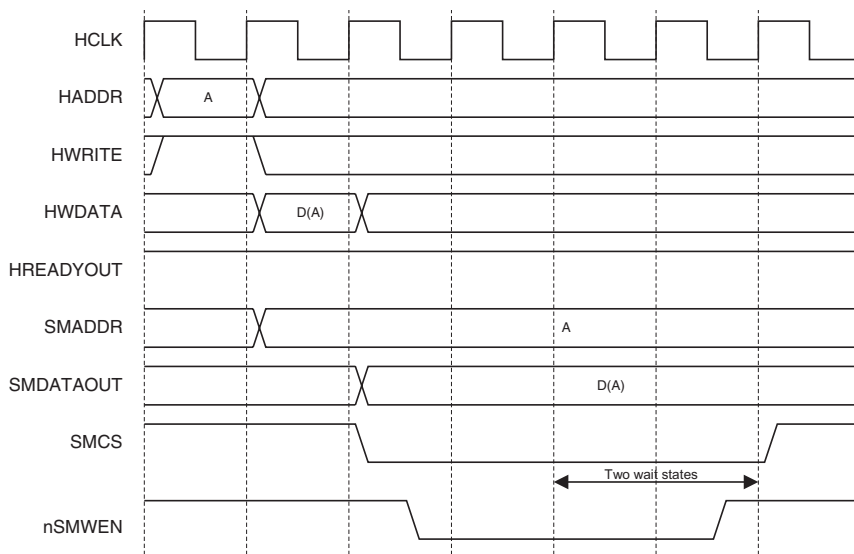 HCLK
HADDR A
HWRITE
HWDATA D(A)
HREADYOUT
SMADDR A
SMDATAOUT D(A)
SMCS
Two wait states
nSMWEN